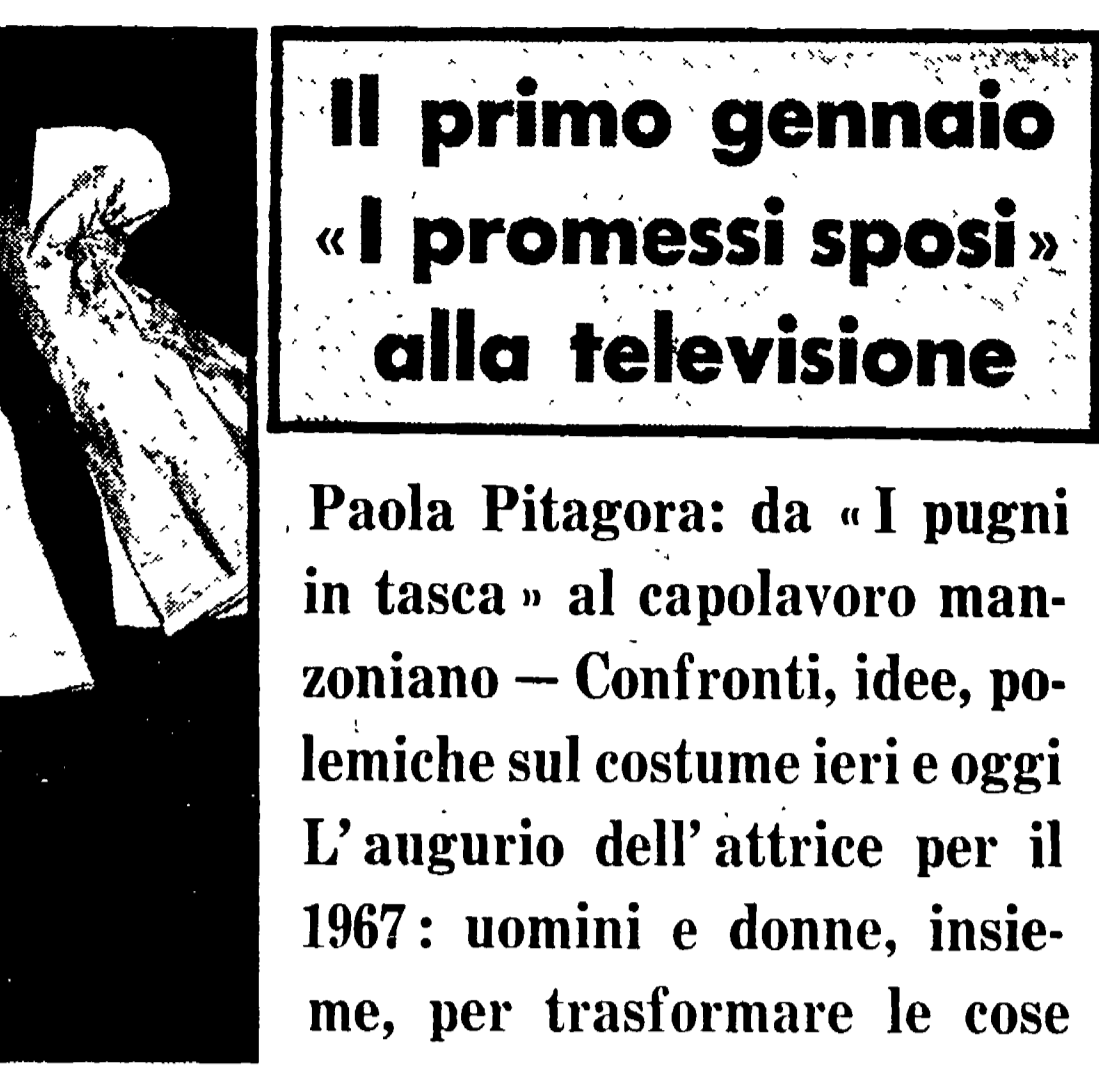 Il primo gennaio
« I promessi sposi »
alla televisione
Paola Pitagora: da « I pugni
in tasca » al capolavoro man-
zoniano — Confronti, idee, po-
lemiche sul costume ieri e oggi
L'augurio dell'attrice per il
1967: uomini e donne, insie-
me, per trasformare le cose